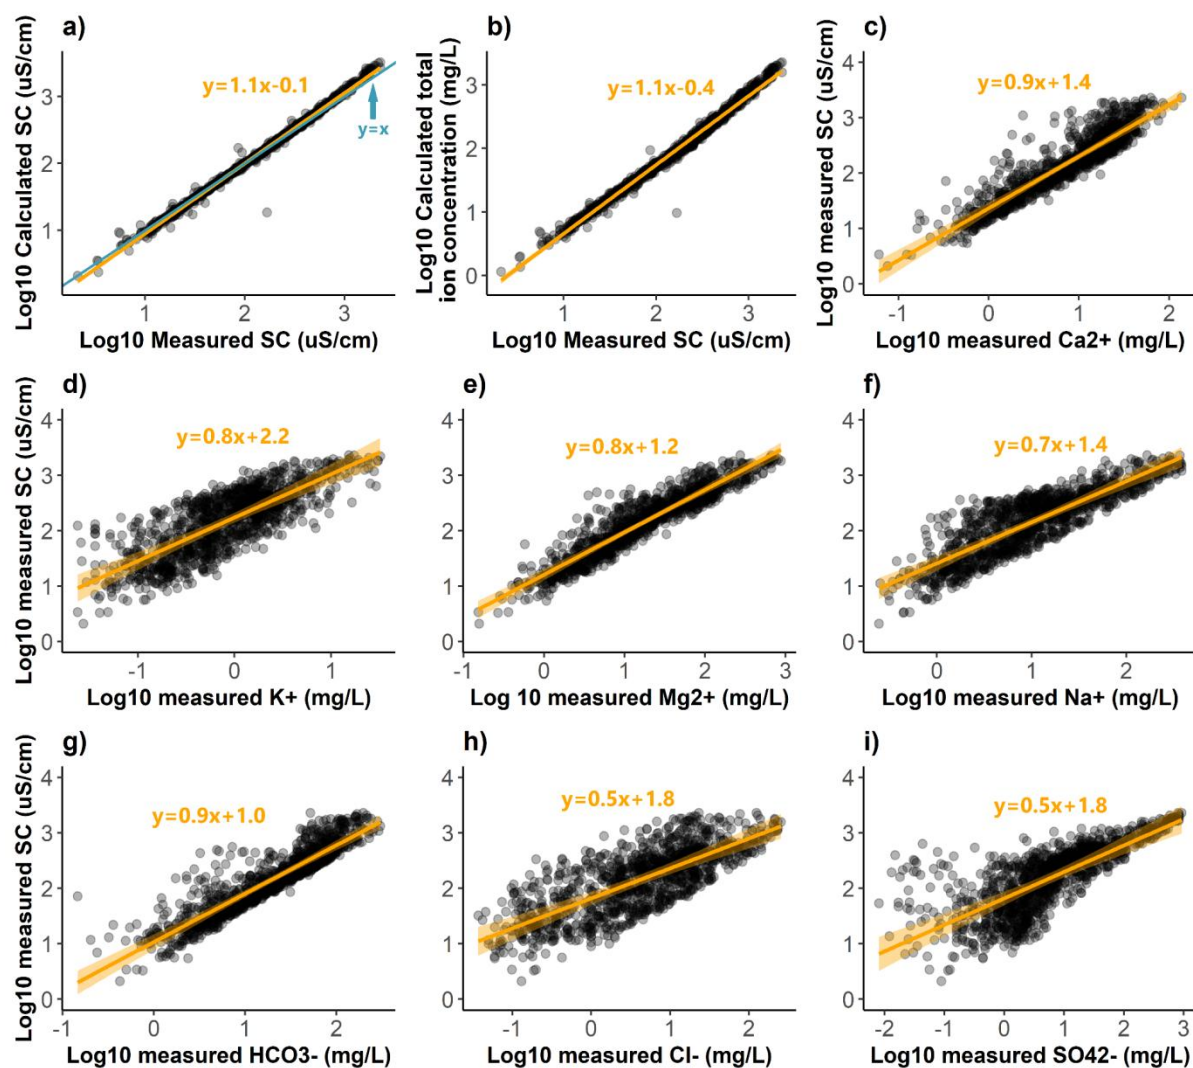 a)
Log10 Calculated SC (uS/cm)
3
2
1
y=1.1x-0.1
y=x
1
2
3
Log10 Measured SC (uS/cm)
b)
Log10 Calculated total
ion concentration (mg/L)
3
2
1
0
y=1.1x-0.4
1
2
3
Log10 Measured SC (uS/cm)
c)
Log10 measured SC (uS/cm)
4
3
2
1
0
y=0.9x+1.4
-1
0
1
2
Log10 measured Ca2+ (mg/L)
d)
Log10 measured SC (uS/cm)
4
3
2
1
0
y=0.8x+2.2
-1
0
1
Log10 measured K+ (mg/L)
e)
4
3
2
1
0
y=0.8x+1.2
-1
0
1
2
3
Log 10 measured Mg2+ (mg/L)
f)
4
3
2
1
0
y=0.7x+1.4
0
1
2
Log10 measured Na+ (mg/L)
g)
Log10 measured SC (uS/cm)
4
3
2
1
0
y=0.9x+1.0
-1
0
1
2
Log10 measured HCO3- (mg/L)
h)
4
3
2
1
0
y=0.5x+1.8
-1
0
1
2
Log10 measured Cl- (mg/L)
i)
4
3
2
1
0
y=0.5x+1.8
-2
-1
0
1
2
3
Log10 measured SO42- (mg/L)